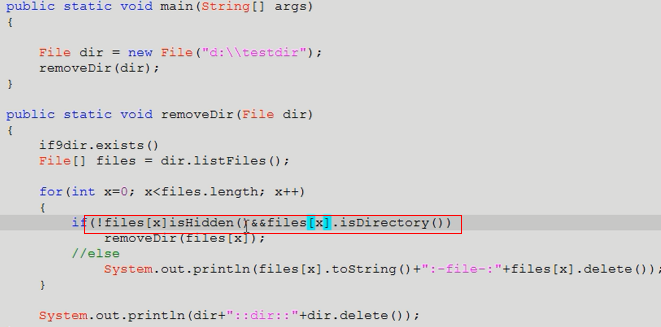 public static void main(String[] args)
{
File dir = new File("d:\\testdir");
removeDir(dir);
}
public static void removeDir(File dir)
{
if9dir.exists()
File[] files = dir.listFiles();
for(int x=0; x<files.length; x++)
{
if(!files[x]isHidden()&&files[x].isDirectory())
removeDir(files[x]);
//else
System.out.println(files[x].toString()+":-file-:"+files[x].delete());
}
System.out.println(dir+"::dir::"+dir.delete());